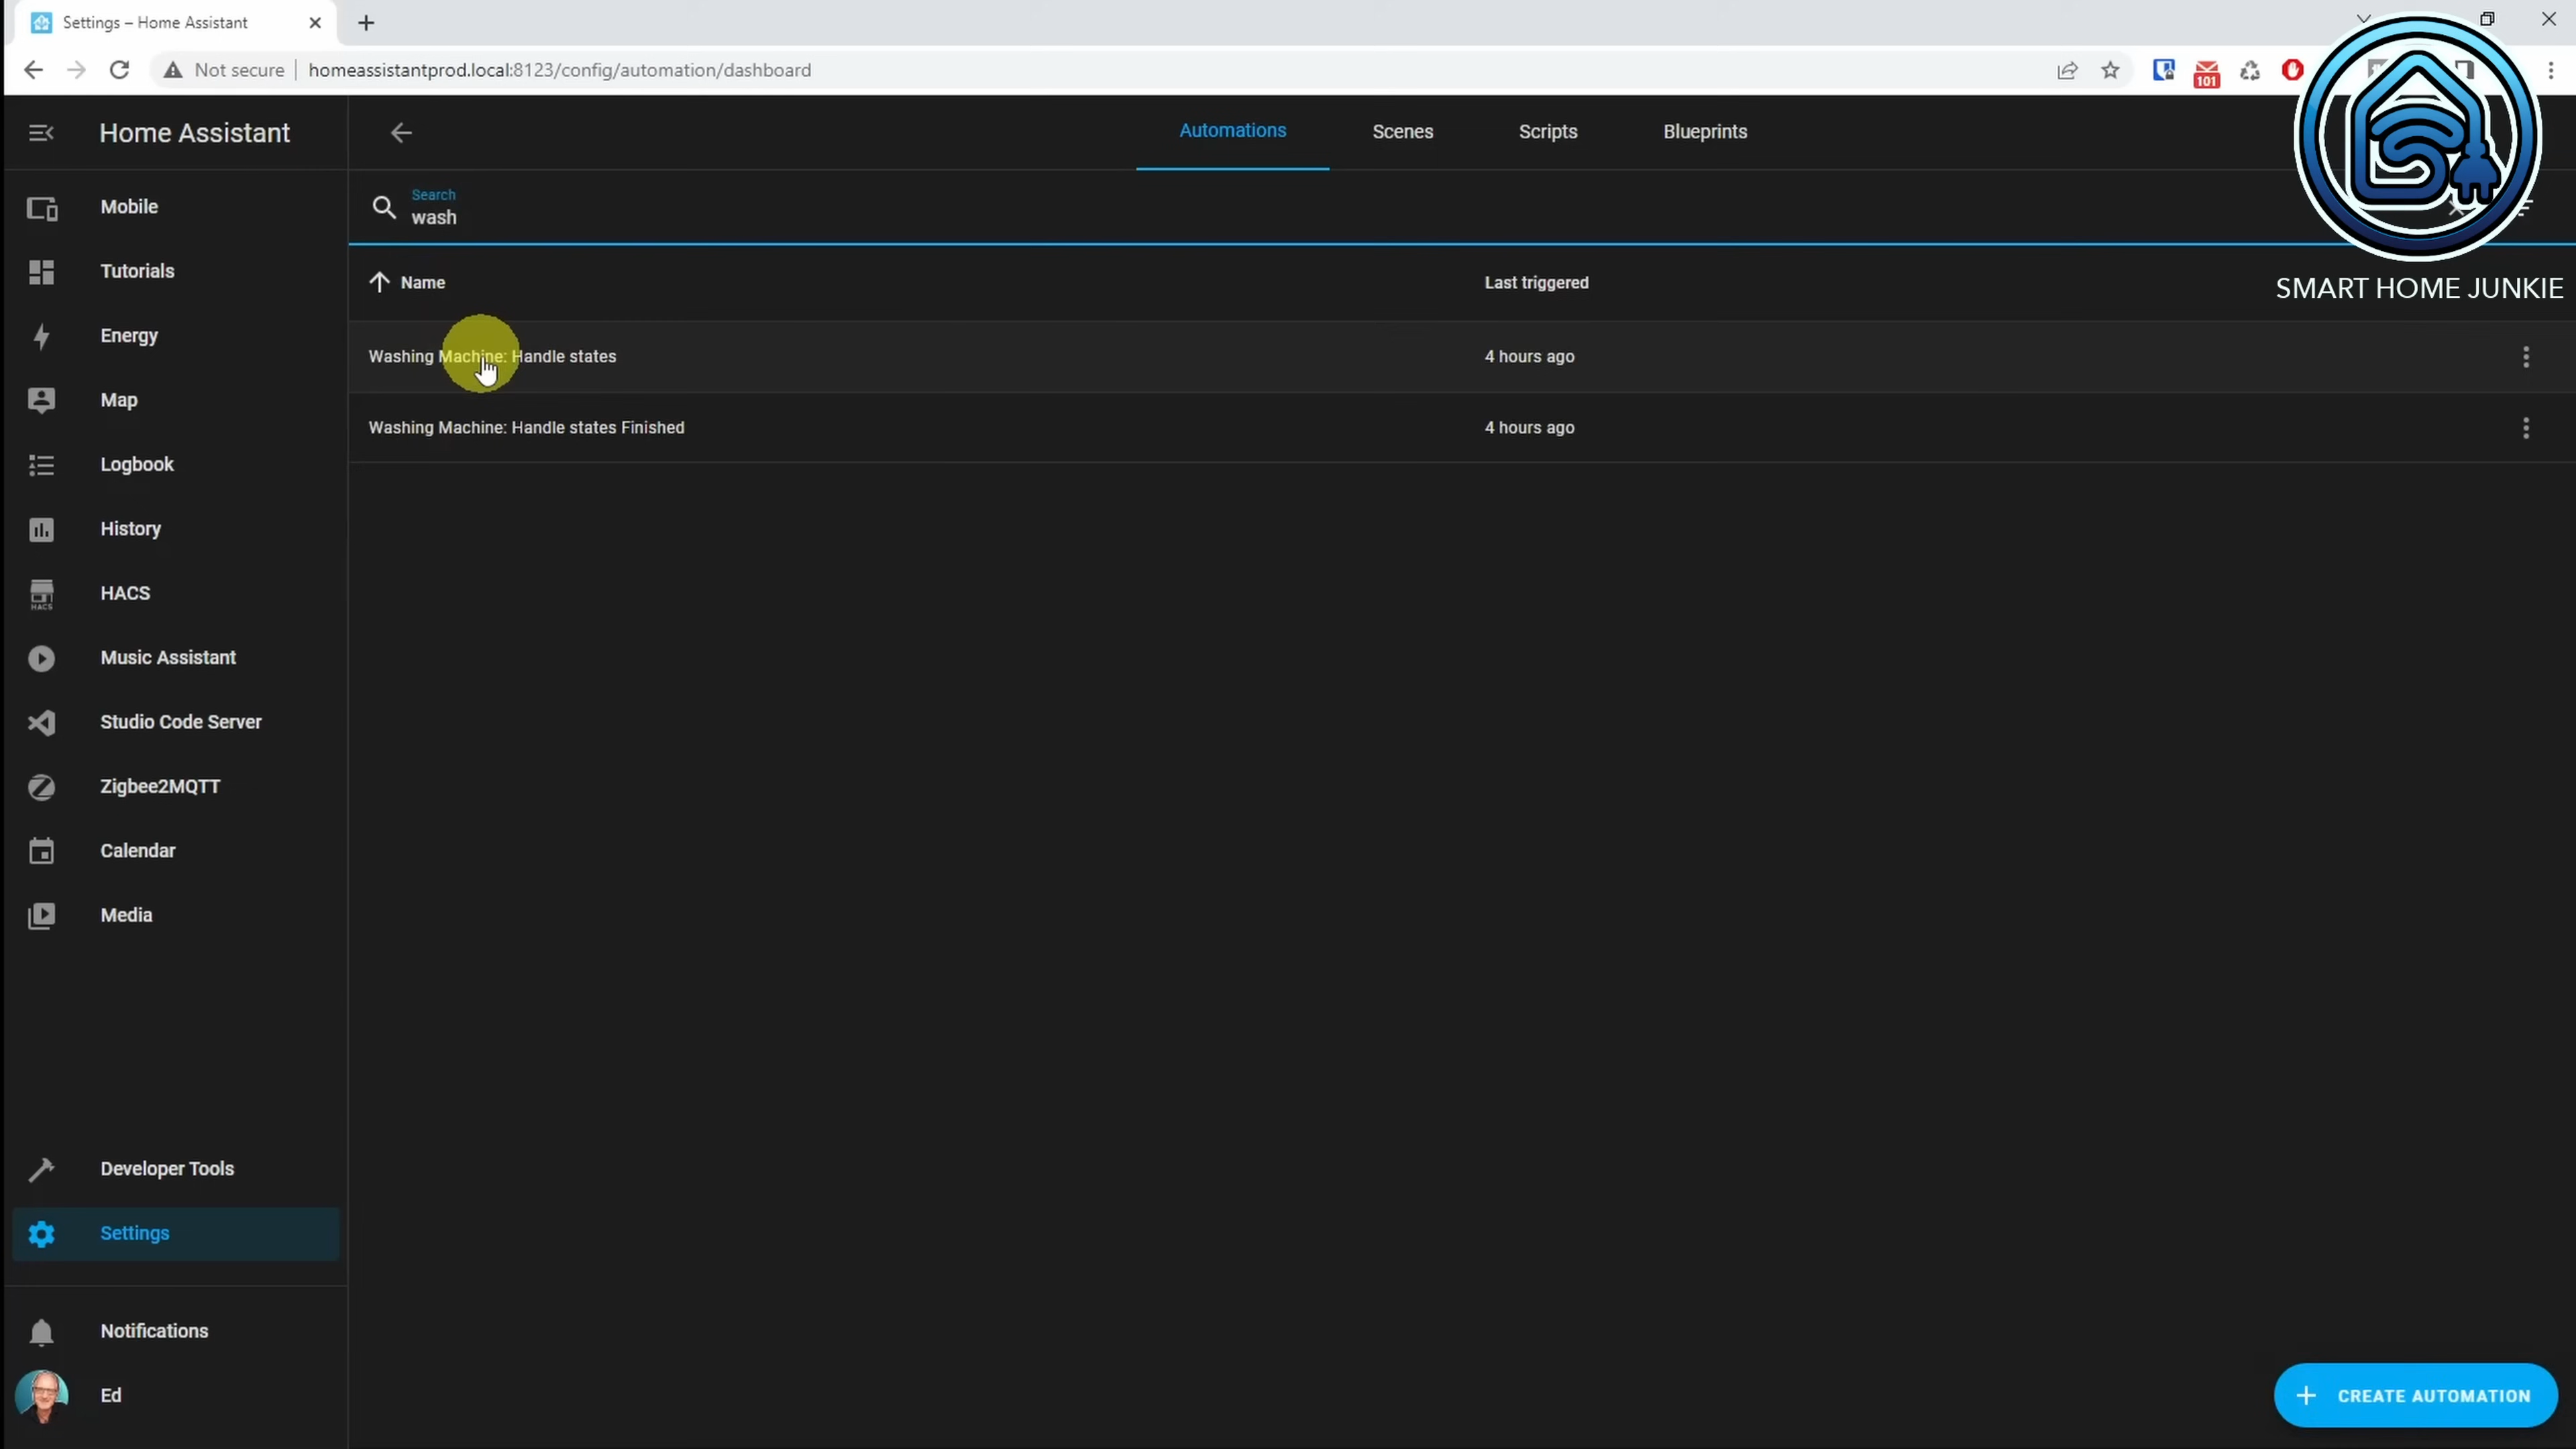 Settings – Home Assistant
Not secure
homeassistantprod.local:8123/config/automation/dashboard
101
Home Assistant
Automations
Scenes
Scripts
Blueprints
Search
wash
SMART HOME JUNKIE
Name
Last triggered
Washing Machine: Handle states
4 hours ago
Washing Machine: Handle states Finished
4 hours ago
Mobile
Tutorials
Energy
Map
Logbook
History
HACS
HACS
Music Assistant
Studio Code Server
Zigbee2MQTT
Calendar
Media
Developer Tools
Settings
Notifications
Ed
CREATE AUTOMATION